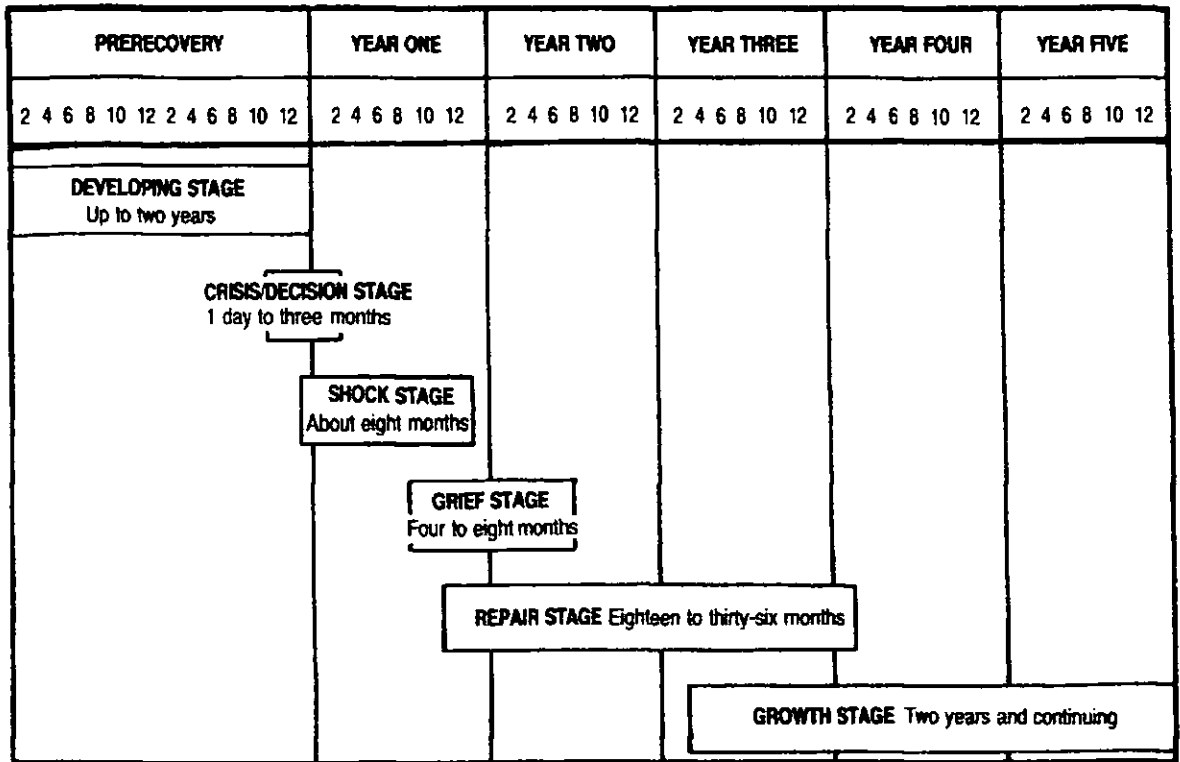 PRERECOVERY YEAR ONE YEAR TWO YEAR THREE YEAR FOUR YEAR FIVE
2 4 6 8 10 12 2 4 6 8 10 12 2 4 6 8 10 12 2 4 6 8 10 12 2 4 6 8 10 12 2 4 6 8 10 12 2 4 6 8 10 12
DEVELOPING STAGE
Up to two years
CRISIS/DECISION STAGE
1 day to three months
SHOCK STAGE
About eight months
GRIEF STAGE
Four to eight months
REPAIR STAGE Eighteen to thirty-six months
GROWTH STAGE Two years and continuing